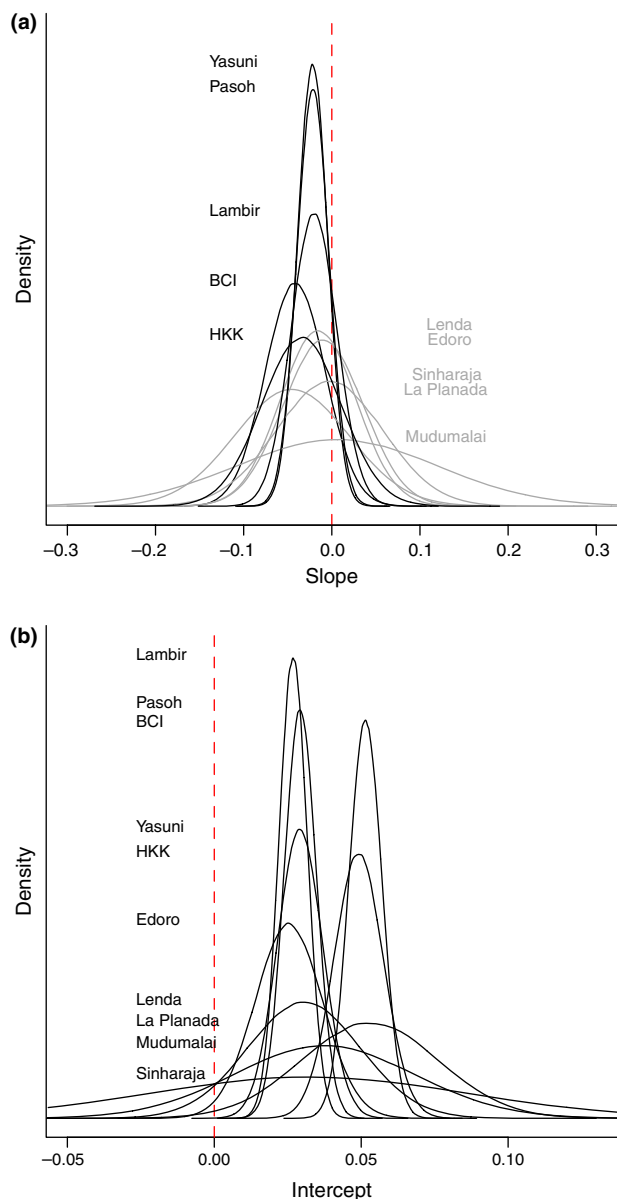 (a)
Yasuni
Pasoh
Lambir
BCI
HKK
Lenda
Edoro
Sinharaja
La Planada
Mudumalai
Density
−0.3 −0.2 −0.1 0.0 0.1 0.2 0.3
Slope
(b)
Lambir
Pasoh
BCI
Yasuni
HKK
Edoro
Lenda
La Planada
Mudumalai
Sinharaja
Density
−0.05 0.00 0.05 0.10
Intercept